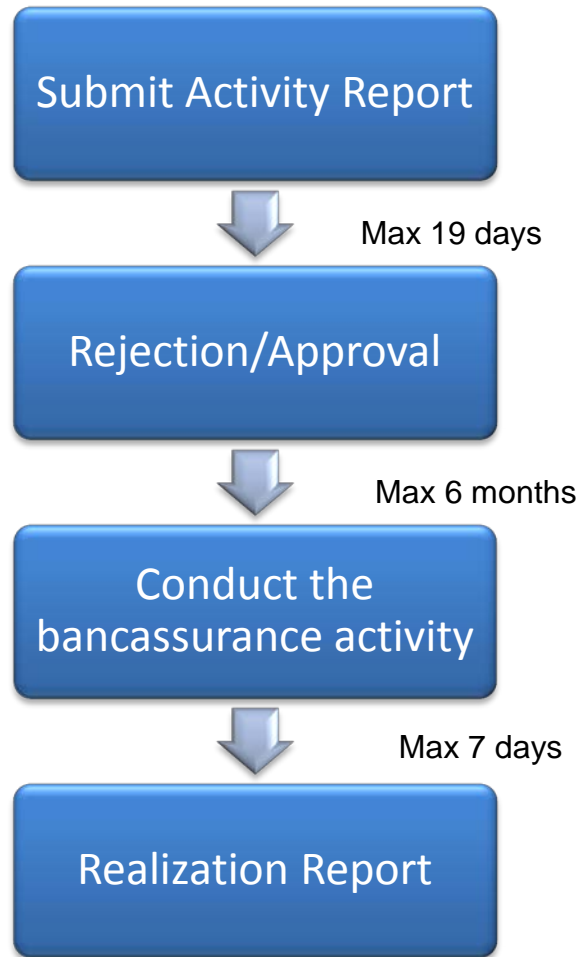 Submit Activity Report
Max 19 days
Rejection/Approval
Max 6 months
Conduct the
bancassurance activity
Max 7 days
Realization Report